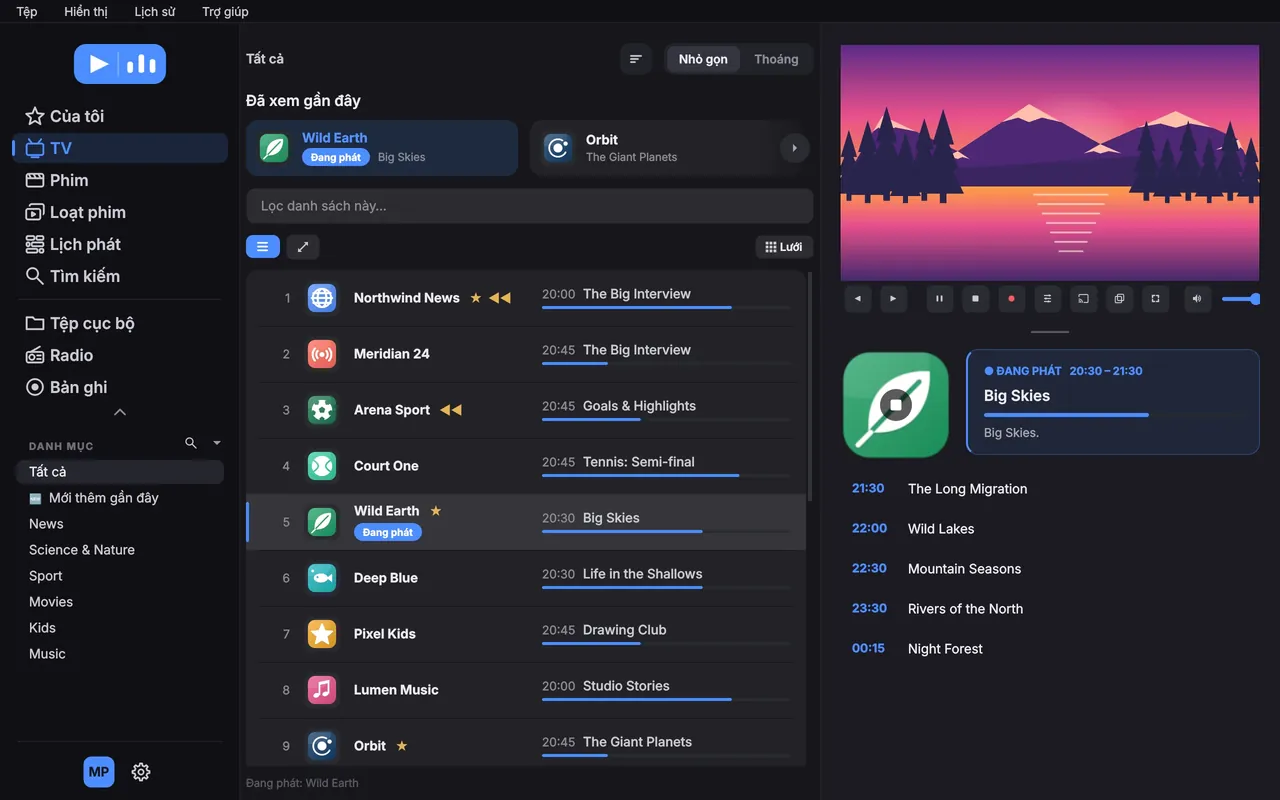 Tệp Hiển thị Lịch sử Trợ giúp
Của tôi
TV
Phim
Loạt phim
Lịch phát
Tìm kiếm
Tệp cục bộ
Radio
Bản ghi
DANH MỤC
Tất cả
Mới thêm gần đây
News
Science & Nature
Sport
Movies
Kids
Music
MP
Tất cả
Nhỏ gọn Thoáng
Đã xem gần đây
Wild Earth
Đang phát Big Skies
Orbit
The Giant Planets
Lọc danh sách này...
Lưới
1 Northwind News 20:00 The Big Interview
2 Meridian 24 20:45 The Big Interview
3 Arena Sport 20:45 Goals & Highlights
4 Court One 20:45 Tennis: Semi-final
5 Wild Earth Đang phát 20:30 Big Skies
6 Deep Blue 20:30 Life in the Shallows
7 Pixel Kids 20:45 Drawing Club
8 Lumen Music 20:00 Studio Stories
9 Orbit 20:45 The Giant Planets
Đang phát: Wild Earth
ĐANG PHÁT 20:30 – 21:30
Big Skies
Big Skies.
21:30 The Long Migration
22:00 Wild Lakes
22:30 Mountain Seasons
23:30 Rivers of the North
00:15 Night Forest